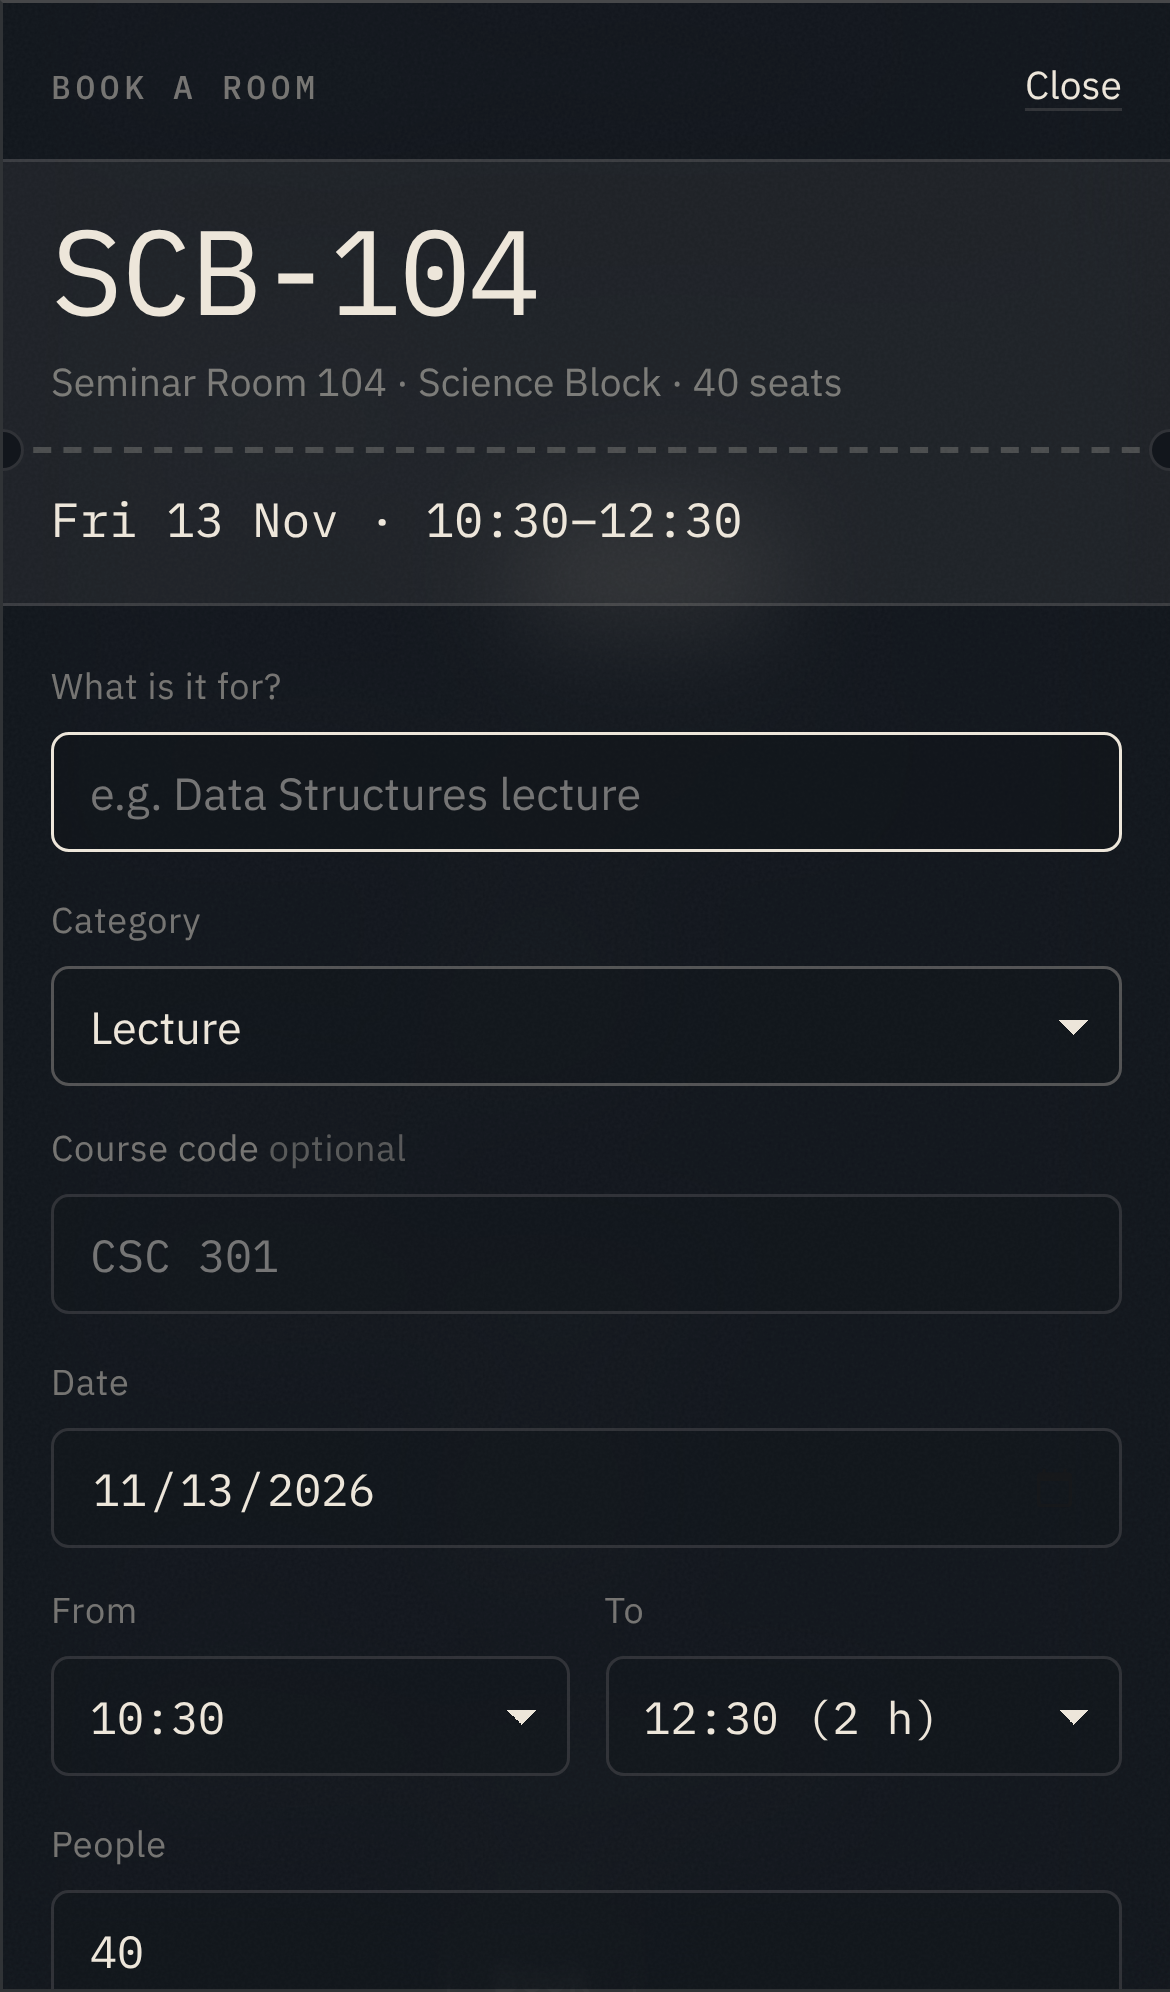 BOOK A ROOM
Close
SCB-104
Seminar Room 104 · Science Block · 40 seats
Fri 13 Nov · 10:30–12:30
What is it for?
e.g. Data Structures lecture
Category
Lecture
Course code optional
CSC 301
Date
11/13/2026
From To
10:30 12:30 (2 h)
People
40